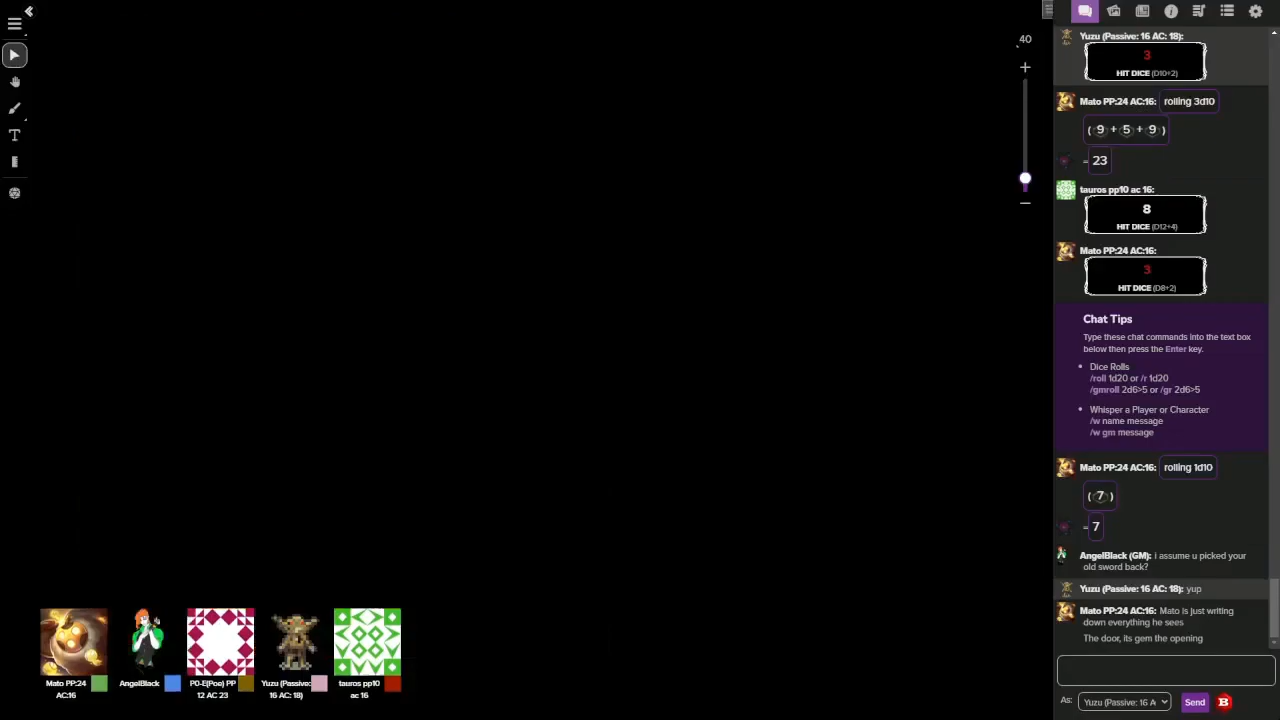 40
Yuzu (Passive: 16 AC: 18):
3
HIT DICE (D10+2)
Mato PP:24 AC:16: rolling 3d10
(9+5+9)
=23
tauros pp10 ac 16:
8
HIT DICE (D12+4)
Mato PP:24 AC:16:
3
HIT DICE (D8+2)
Chat Tips
Type these chat commands into the text box
below then press the Enter key.
Dice Rolls
/roll 1d20 or /r 1d20
/gmroll 2d6>5 or /gr 2d6>5
Whisper a Player or Character
/w name message
/w gm message
Mato PP:24 AC:16: rolling 1d10
(7)
=7
AngelBlack (GM): i assume u picked your
old sword back?
Yuzu (Passive: 16 AC: 18): yup
Mato PP:24 AC:16: Mato is just writing
down everything he sees
The door, its gem the opening
As: Yuzu (Passive: 16 A Send B
Mato PP:24
AC:16
AngelBlack
P0-E(Poe) PP
12 AC 23
Yuzu (Passive:
16 AC: 18)
tauros pp10
ac 16